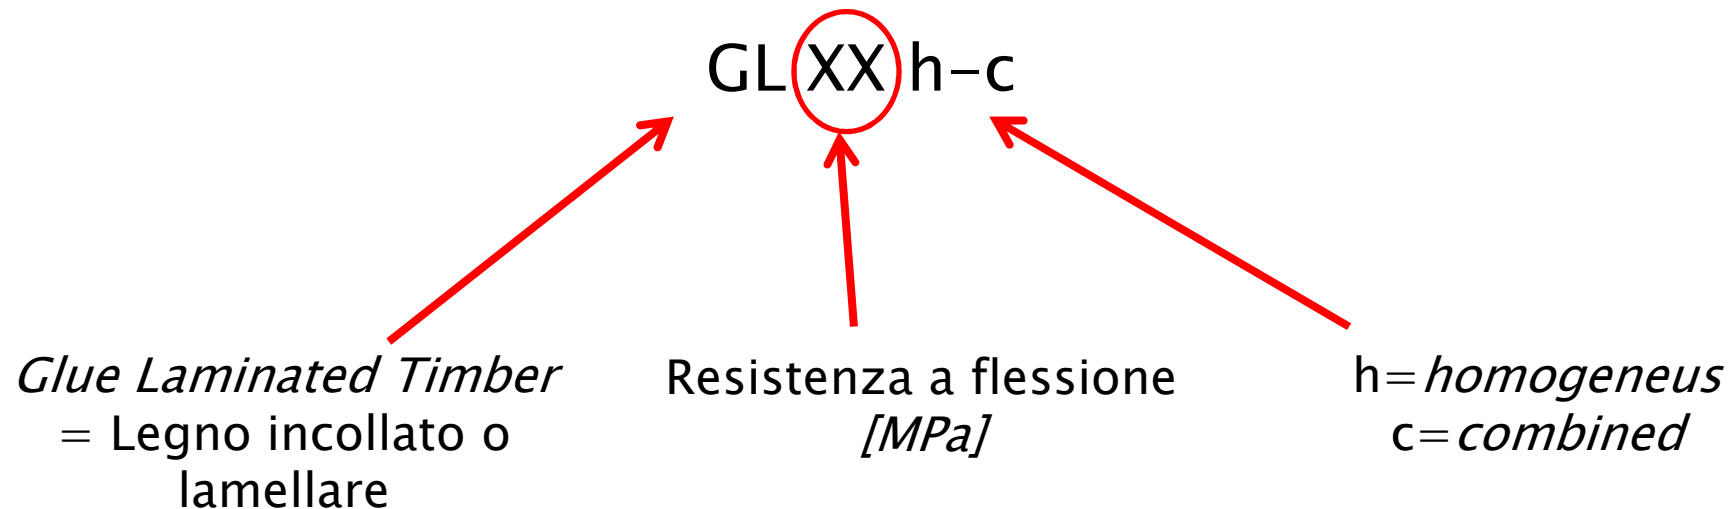 GL XX h-c
Glue Laminated Timber
= Legno incollato o
lamellare
Resistenza a flessione
[MPa]
h=homogeneus
c=combined